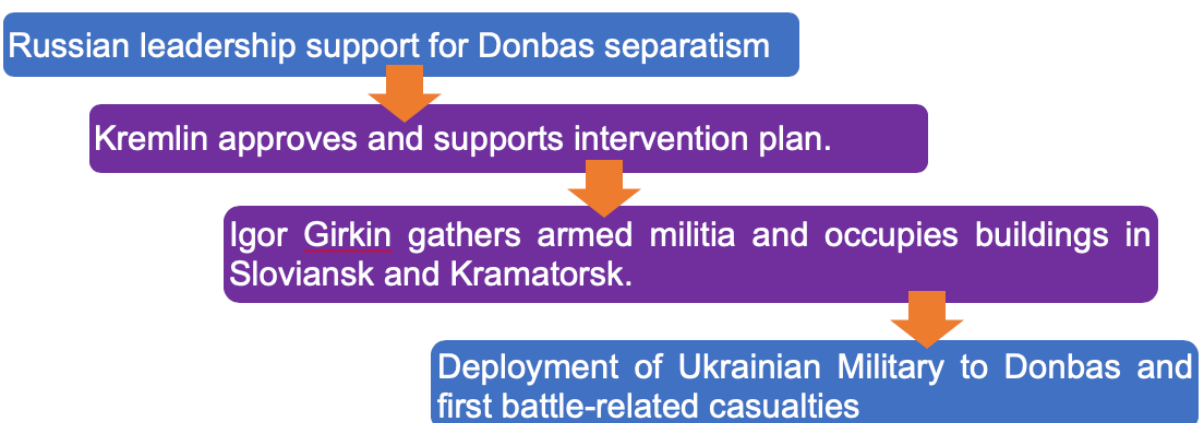 Russian leadership support for Donbas separatism
Kremlin approves and supports intervention plan.
Igor Girkin gathers armed militia and occupies buildings in
Sloviansk and Kramatorsk.
Deployment of Ukrainian Military to Donbas and
first battle-related casualties